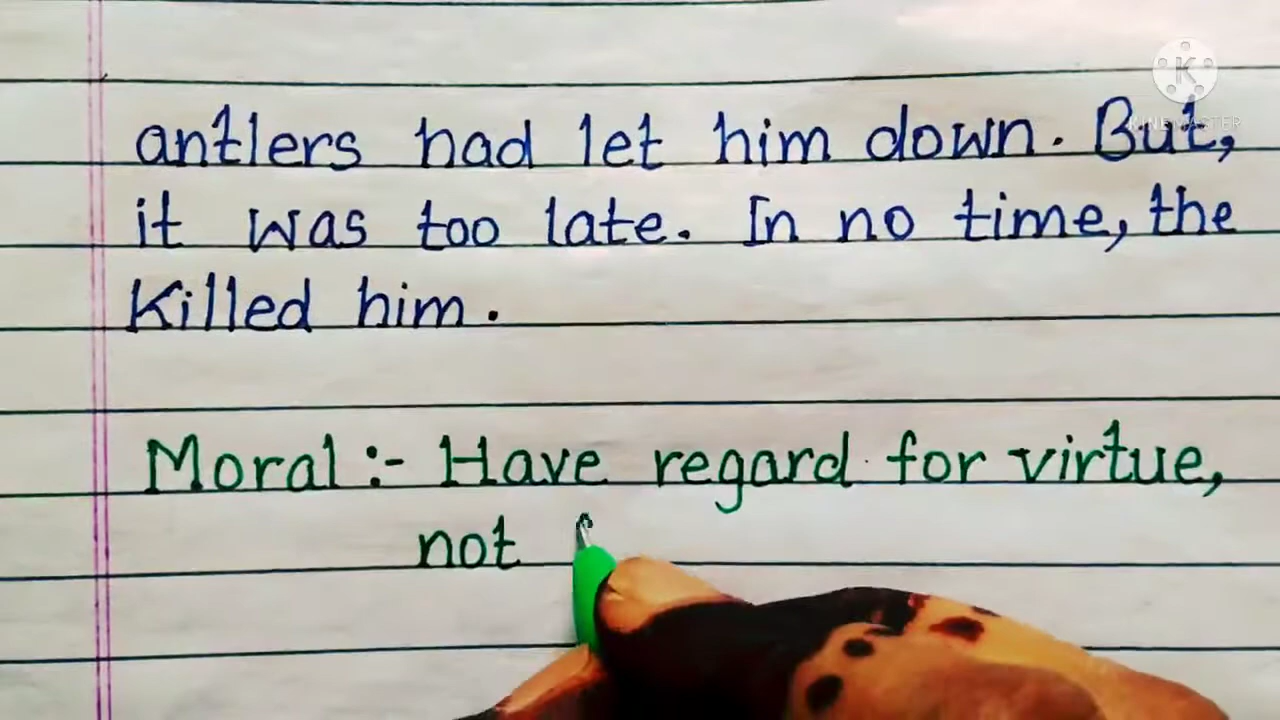 K
KINEMASTER
antlers had let him down. But,
it was too late. In no time, the
Killed him.
Moral :- Have regard for virtue,
not